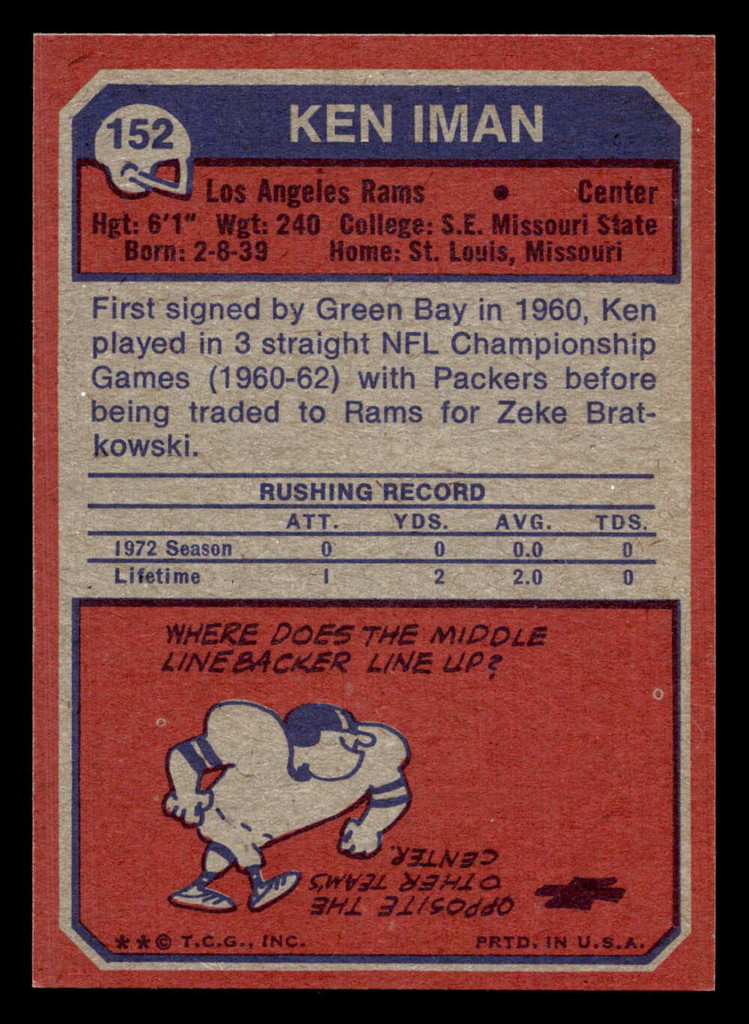 152
KEN IMAN
Los Angeles Rams • Center
Hgt: 6'1" Wgt: 240 College: S.E. Missouri State
Born: 2-8-39 Home: St. Louis, Missouri
First signed by Green Bay in 1960, Ken
played in 3 straight NFL Championship
Games (1960-62) with Packers before
being traded to Rams for Zeke Brat-
kowski.
RUSHING RECORD
ATT. YDS. AVG. TDS.
1972 Season 0 0 0.0 0
Lifetime 1 2 2.0 0
WHERE DOES THE MIDDLE
LINEBACKER LINE UP?
OPPOSITE THE
OTHER TEAM'S
CENTER.
**© T.C.G., INC. PRTD. IN U.S.A.